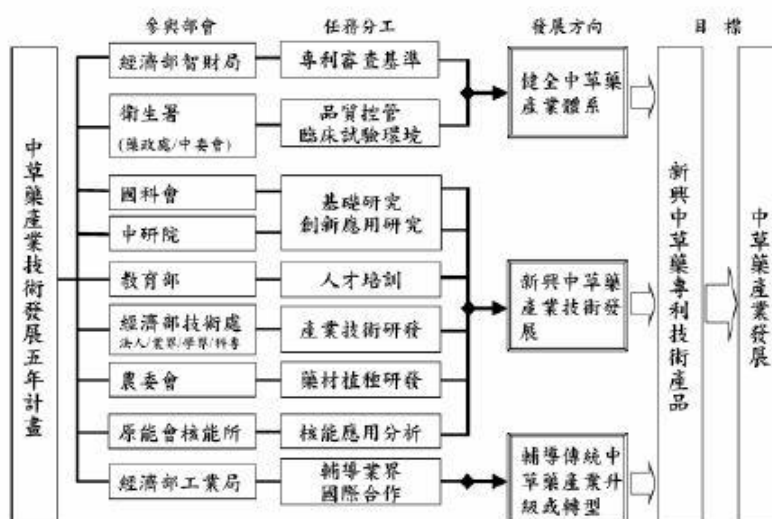 參與部會
任務分工
發展方向
目標
中草藥產業技術發展五年計畫
經濟部智財局
專利審查基準
衛生署
(藥政處/中委會)
品質控管
臨床試驗環境
健全中草藥
產業體系
國科會
中研院
基礎研究
創新應用研究
教育部
人才培訓
經濟部技術處
法人/業界/學界/科專
產業技術研發
農委會
藥材植種研發
原能會核能所
核能應用分析
新興中草藥
產業技術發
展
經濟部工業局
輔導業界
國際合作
輔導傳統中
草藥產業升
級或轉型
新興中草藥專利技術產品
中草藥產業發展